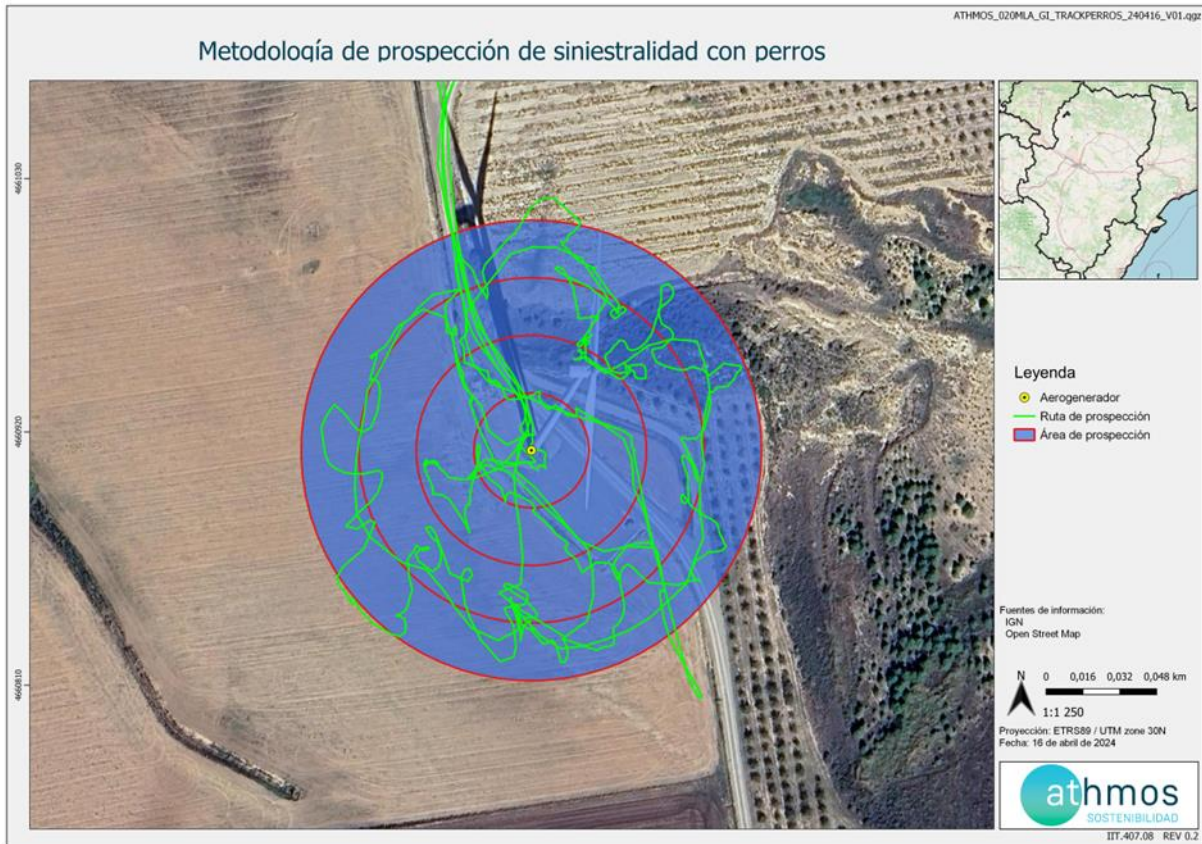 ATHMOS_020MLA_GI_TRACKPERROS_240416_V01.qgz
Metodología de prospección de siniestralidad con perros
4661030
4660920
4660810
Leyenda
Aerogenerador
Ruta de prospección
Área de prospección
Fuentes de información:
IGN
Open Street Map
N
0 0,016 0,032 0,048 km
1:1 250
Proyección: ETRS89 / UTM zone 30N
Fecha: 16 de abril de 2024
athmos
SOSTENIBILIDAD
IIT.407.08 REV 0.2